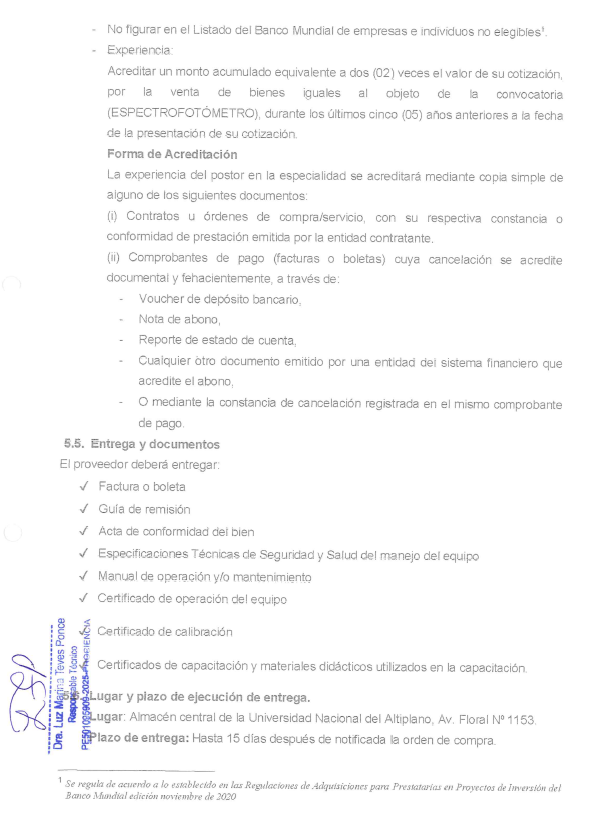 - No figurar en el Listado del Banco Mundial de empresas e individuos no elegibles¹.
- Experiencia:
Acreditar un monto acumulado equivalente a dos (02) veces el valor de su cotización,
por la venta de bienes iguales al objeto de la convocatoria
(ESPECTROFOTÓMETRO), durante los últimos cinco (05) años anteriores a la fecha
de la presentación de su cotización.
Forma de Acreditación
La experiencia del postor en la especialidad se acreditará mediante copia simple de
alguno de los siguientes documentos:
(i) Contratos u órdenes de compra/servicio, con su respectiva constancia o
conformidad de prestación emitida por la entidad contratante.
(ii) Comprobantes de pago (facturas o boletas) cuya cancelación se acredite
documental y fehacientemente, a través de:
- Voucher de depósito bancario,
- Nota de abono,
- Reporte de estado de cuenta,
- Cualquier otro documento emitido por una entidad del sistema financiero que
acredite el abono,
- O mediante la constancia de cancelación registrada en el mismo comprobante
de pago.
5.5. Entrega y documentos
El proveedor deberá entregar:
✓ Factura o boleta
✓ Guía de remisión
✓ Acta de conformidad del bien
✓ Especificaciones Técnicas de Seguridad y Salud del manejo del equipo
✓ Manual de operación y/o mantenimiento
✓ Certificado de operación del equipo
✓ Certificado de calibración
✓ Certificados de capacitación y materiales didácticos utilizados en la capacitación.
Lugar y plazo de ejecución de entrega.
Lugar: Almacén central de la Universidad Nacional del Altiplano, Av. Floral Nº 1153.
Plazo de entrega: Hasta 15 días después de notificada la orden de compra.
Dra. Luz Marina Teves Ponce
Responsable Técnico
¹ Se regula de acuerdo a lo establecido en las Regulaciones de Adquisiciones para Prestatarias en Proyectos de Inversión del
Banco Mundial edición noviembre de 2020